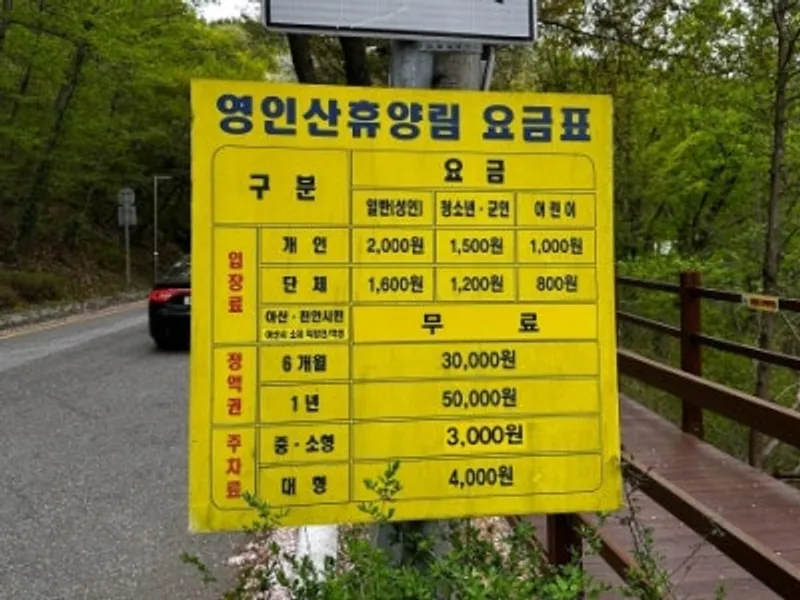 영인산휴양림 요금표
구 분 요 금
일반(성인) 청소년·군인 어린이
입장료 개 인 2,000원 1,500원 1,000원
단 체 1,600원 1,200원 800원
아산·천안시민 무 료
아산시 소재
정액권 6개월 30,000원
1년 50,000원
주차료 중·소형 3,000원
대 형 4,000원